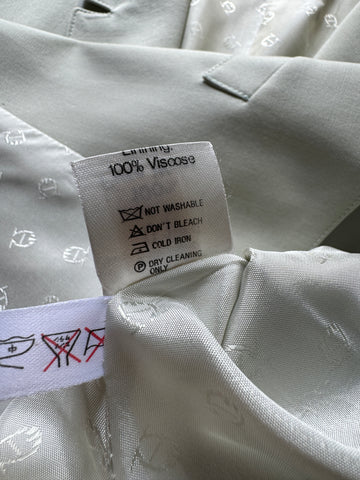 Lining:
100% Viscose
NOT WASHABLE
DON'T BLEACH
COLD IRON
P DRY CLEANING
ONLY